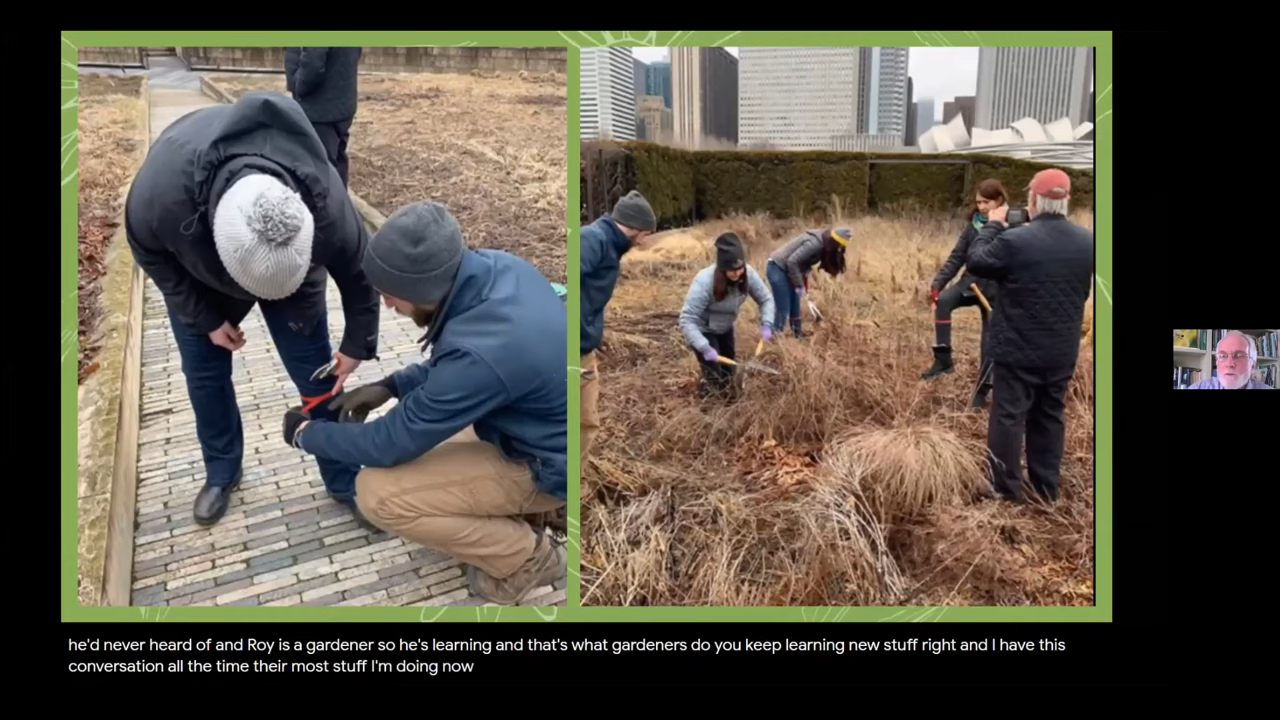 he'd never heard of and Roy is a gardener so he's learning and that's what gardeners do you keep learning new stuff right and I have this
conversation all the time their most stuff I'm doing now